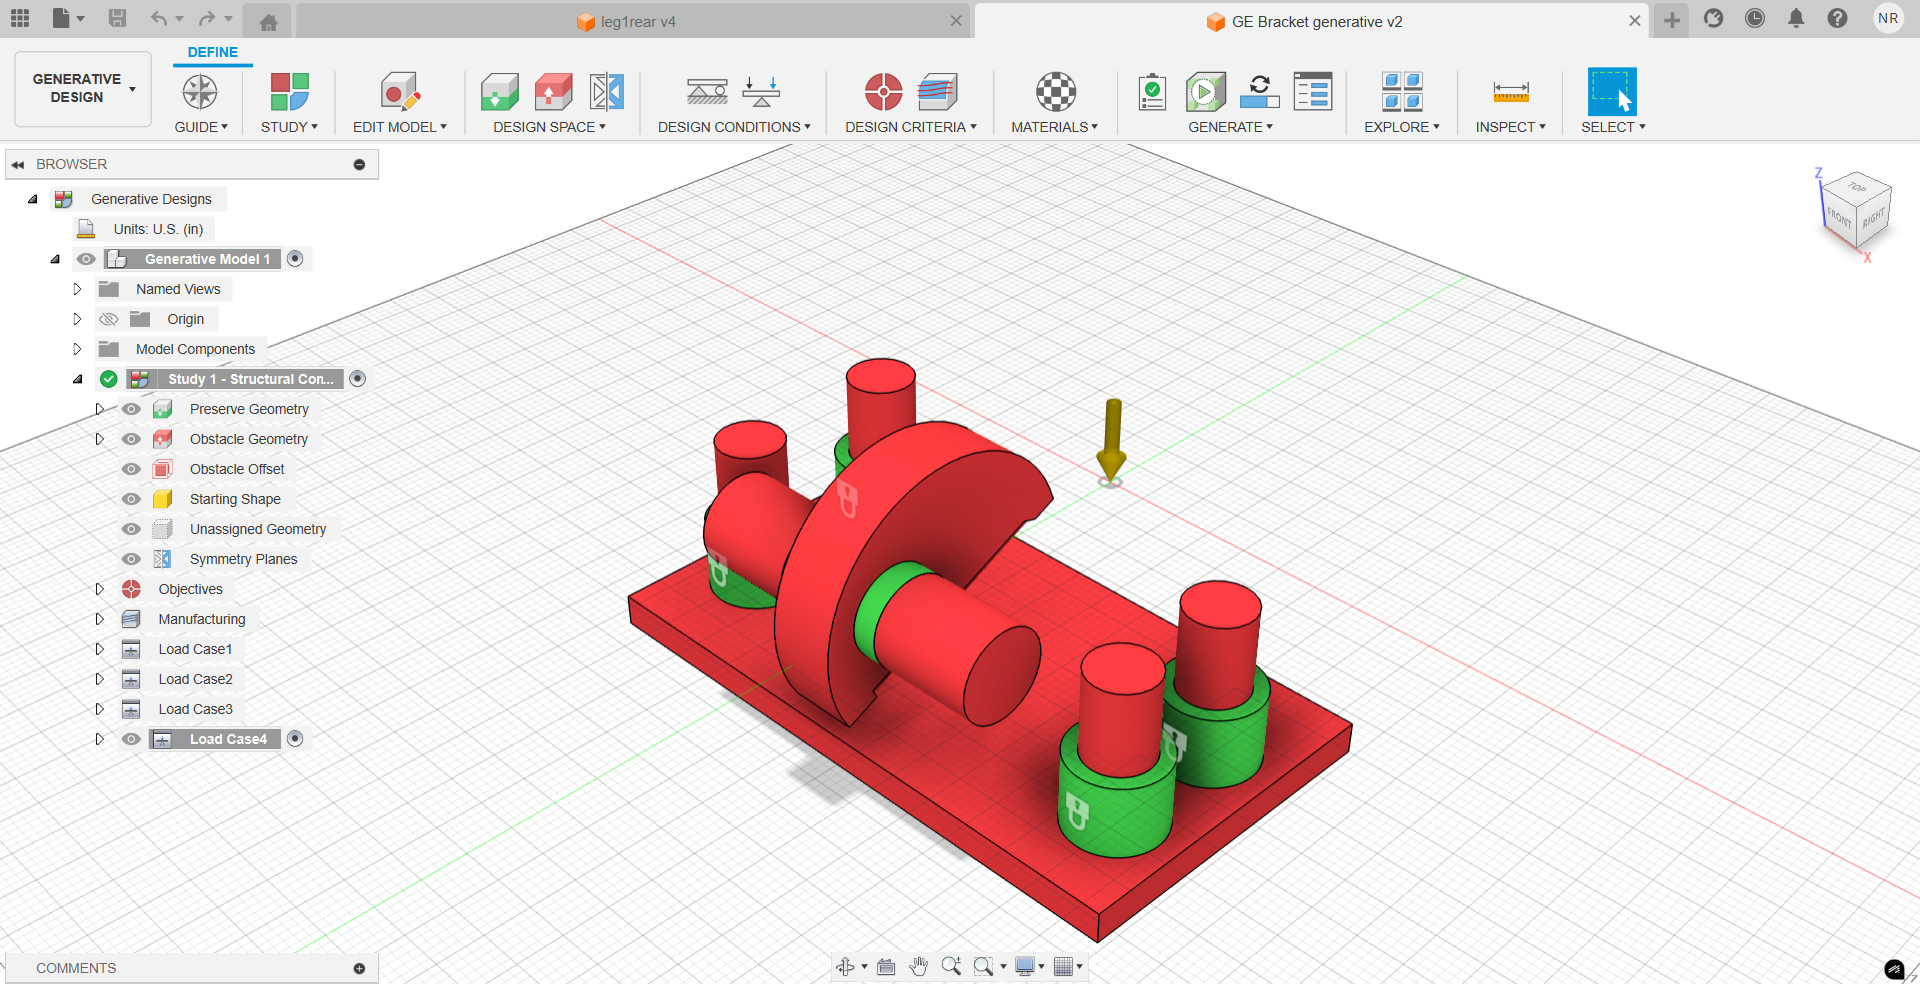 leg1rear v4
GE Bracket generative v2
NR
DEFINE
GENERATIVE
DESIGN
GUIDE
STUDY
EDIT MODEL
DESIGN SPACE
DESIGN CONDITIONS
DESIGN CRITERIA
MATERIALS
GENERATE
EXPLORE
INSPECT
SELECT
BROWSER
Generative Designs
Units: U.S. (in)
Generative Model 1
Named Views
Origin
Model Components
Study 1 - Structural Con...
Preserve Geometry
Obstacle Geometry
Obstacle Offset
Starting Shape
Unassigned Geometry
Symmetry Planes
Objectives
Manufacturing
Load Case1
Load Case2
Load Case3
Load Case4
Z
TOP
FRONT
RIGHT
X
COMMENTS